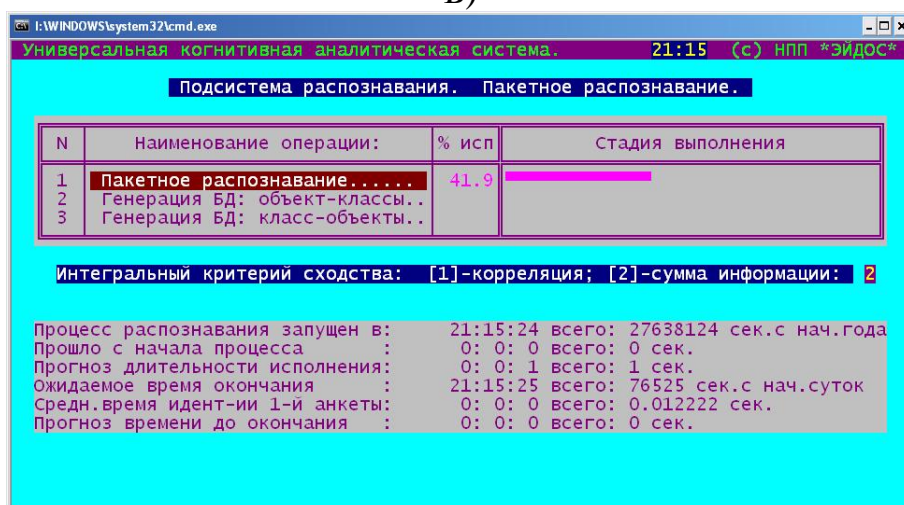 В)
I:\WINDOWS\system32\cmd.exe
Универсальная когнитивная аналитическая система. 21:15 (с) НПП *ЭЙДОС*
Подсистема распознавания. Пакетное распознавание.
N Наименование операции: % исп Стадия выполнения
1 Пакетное распознавание...... 41.9
2 Генерация БД: объект-классы..
3 Генерация БД: класс-объекты..
Интегральный критерий сходства: [1]-корреляция; [2]-сумма информации: 2
Процесс распознавания запущен в: 21:15:24 всего: 27638124 сек.с нач.года
Прошло с начала процесса : 0: 0: 0 всего: 0 сек.
Прогноз длительности исполнения: 0: 0: 1 всего: 1 сек.
Ожидаемое время окончания : 21:15:25 всего: 76525 сек.с нач.суток
Средн.время идент-ии 1-й анкеты: 0: 0: 0 всего: 0.012222 сек.
Прогноз времени до окончания : 0: 0: 0 всего: 0 сек.